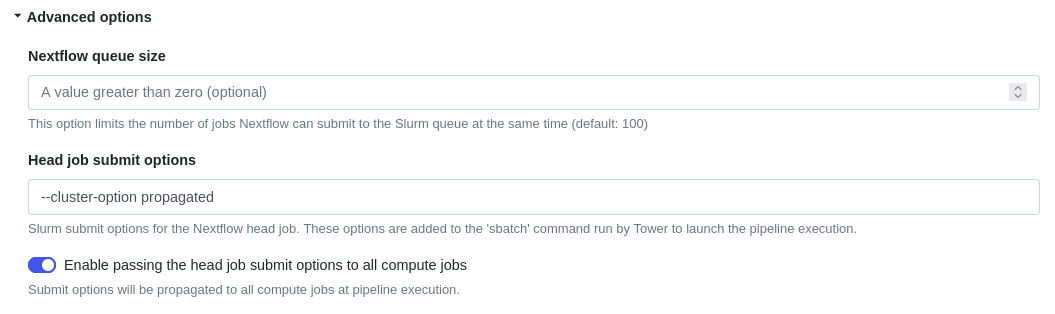 Advanced options
Nextflow queue size
A value greater than zero (optional)
This option limits the number of jobs Nextflow can submit to the Slurm queue at the same time (default: 100)
Head job submit options
--cluster-option propagated
Slurm submit options for the Nextflow head job. These options are added to the 'sbatch' command run by Tower to launch the pipeline execution.
Enable passing the head job submit options to all compute jobs
Submit options will be propagated to all compute jobs at pipeline execution.